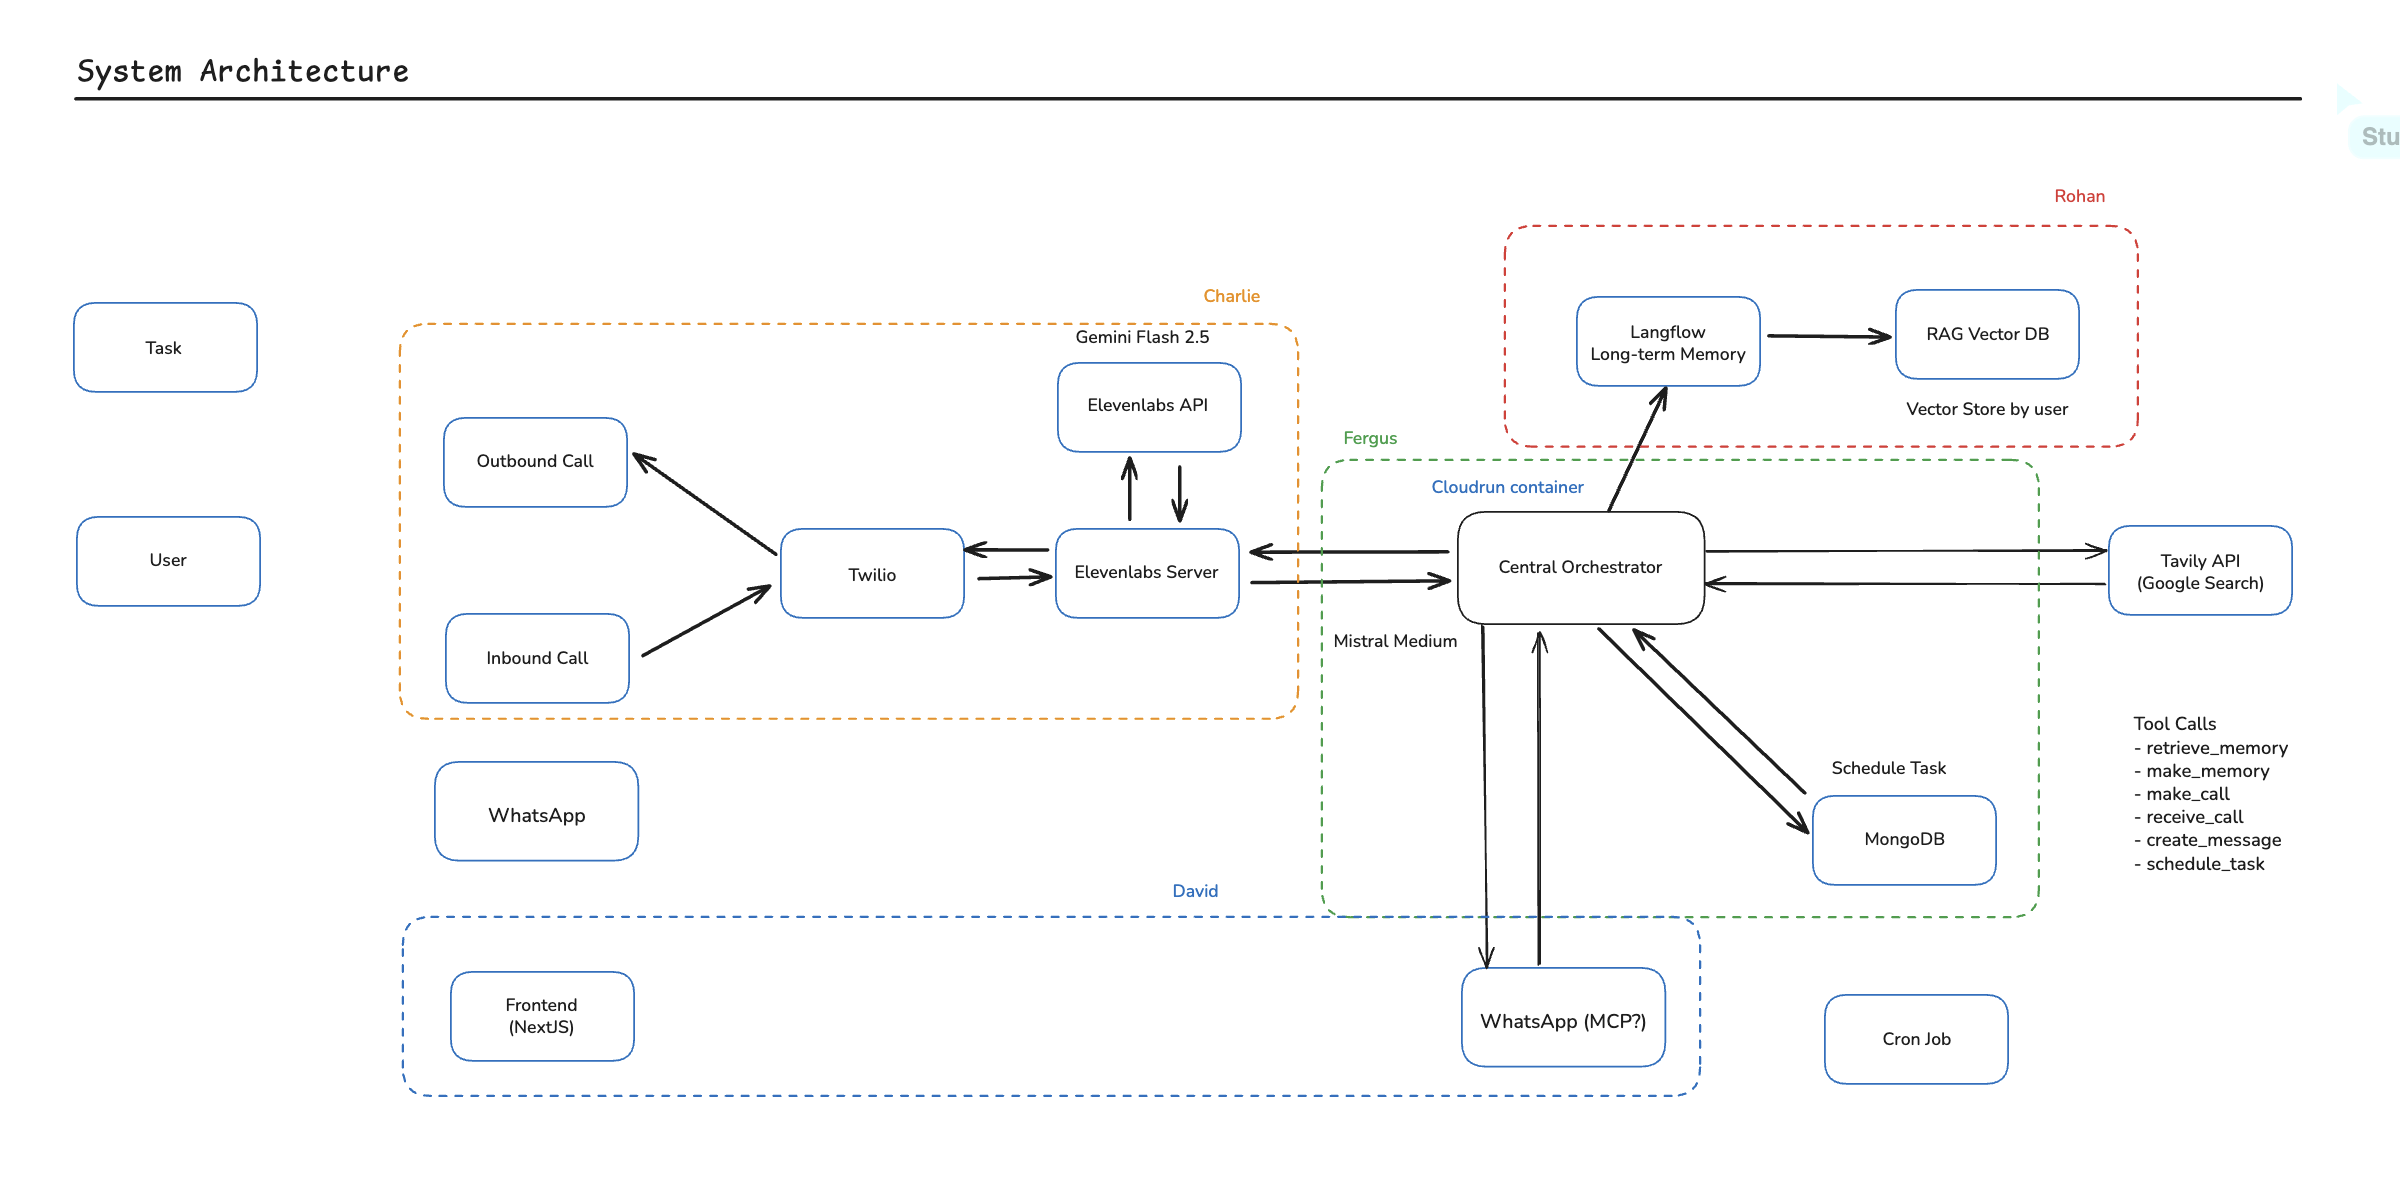 System Architecture
Stu
Rohan
Charlie
Task
Gemini Flash 2.5
Langflow
Long-term Memory
RAG Vector DB
Elevenlabs API
Vector Store by user
Outbound Call
Fergus
Cloudrun container
User
Twilio
Elevenlabs Server
Central Orchestrator
Tavily API
(Google Search)
Inbound Call
Mistral Medium
Tool Calls
- retrieve_memory
- make_memory
- make_call
- receive_call
- create_message
- schedule_task
Schedule Task
WhatsApp
MongoDB
David
Frontend
(NextJS)
WhatsApp (MCP?)
Cron Job